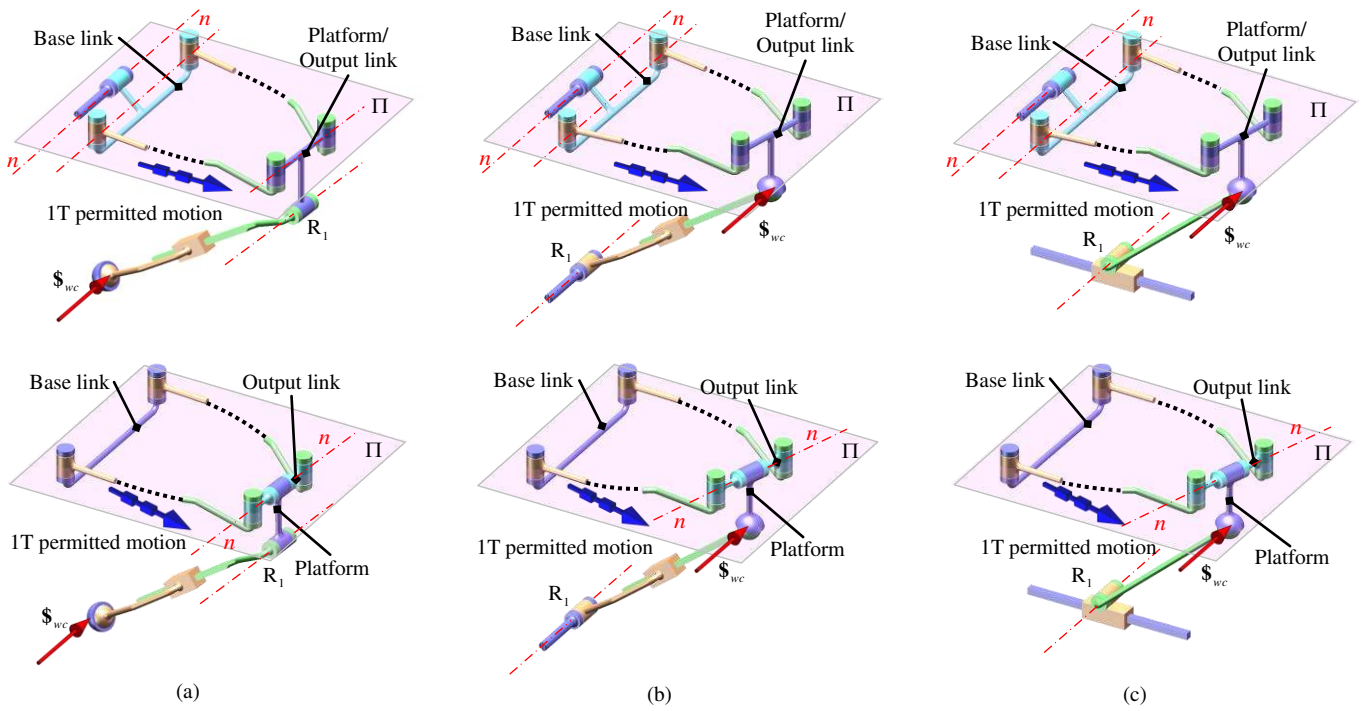 n
Base link
Platform/
Output link
Π
n
1T permitted motion
R1
$wc
n
Base link
Platform/
Output link
Π
n
1T permitted motion
R1
$wc
n
Base link
Platform/
Output link
Π
n
1T permitted motion
R1
$wc
Base link
Output link
n
Π
n
1T permitted motion
R1
Platform
$wc
(a)
Base link
Output link
n
Π
n
1T permitted motion
Platform
R1
$wc
(b)
Base link
Output link
n
Π
n
1T permitted motion
Platform
R1
$wc
(c)